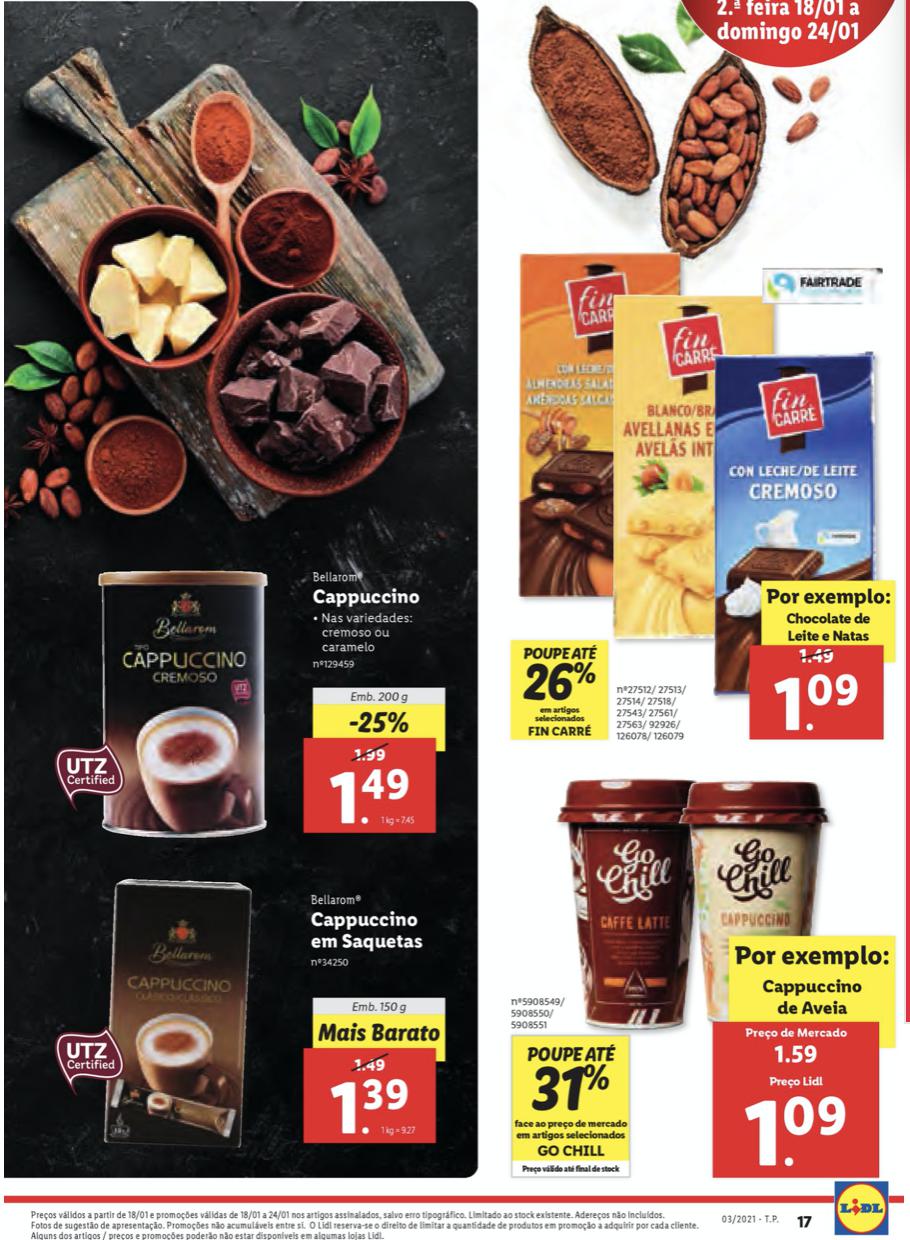 2.ª feira 18/01 a
domingo 24/01
FAIRTRADE
fin
CARR
CON LECHE/D
ALMENDRAS SALA
AMÊNDOAS SALGA
fin
CARRÉ
BLANCO/BRA
AVELLANAS E
AVELÃS INT
fin
CARRÉ
CON LECHE/DE LEITE
CREMOSO
Por exemplo:
Chocolate de
Leite e Natas
1.49
1.09
POUPE ATÉ
26%
em artigos
selecionados
FIN CARRÉ
nº27512/ 27513/
27514/ 27518/
27543/ 27561/
27563/ 92926/
126078/ 126079
Bellarom
TIPO
CAPPUCCINO
CREMOSO
UTZ
UTZ
Certified
Bellarom®
Cappuccino
• Nas variedades:
cremoso ou
caramelo
nº129459
Emb. 200 g
-25%
1.99
1.49
1 kg = 7.45
Bellarom
CAPPUCCINO
CLÁSICO/CLÁSSICO
UTZ
Certified
Bellarom®
Cappuccino
em Saquetas
nº34250
Emb. 150 g
Mais Barato
1.49
1.39
1 kg = 9.27
Go
Chill
CAFFE LATTE
Go
Chill
CAPPUCCINO
nº5908549/
5908550/
5908551
POUPE ATÉ
31%
face ao preço de mercado
em artigos selecionados
GO CHILL
Preço válido até final de stock
Por exemplo:
Cappuccino
de Aveia
Preço de Mercado
1.59
Preço Lidl
1.09
Preços válidos a partir de 18/01 e promoções válidas de 18/01 a 24/01 nos artigos assinalados, salvo erro tipográfico. Limitado ao stock existente. Adereços não incluídos.
Fotos de sugestão de apresentação. Promoções não acumuláveis entre si. O Lidl reserva-se o direito de limitar a quantidade de produtos em promoção a adquirir por cada cliente.
Alguns dos artigos / preços e promoções poderão não estar disponíveis em algumas lojas Lidl.
03/2021 - T.P.
17
LIDL